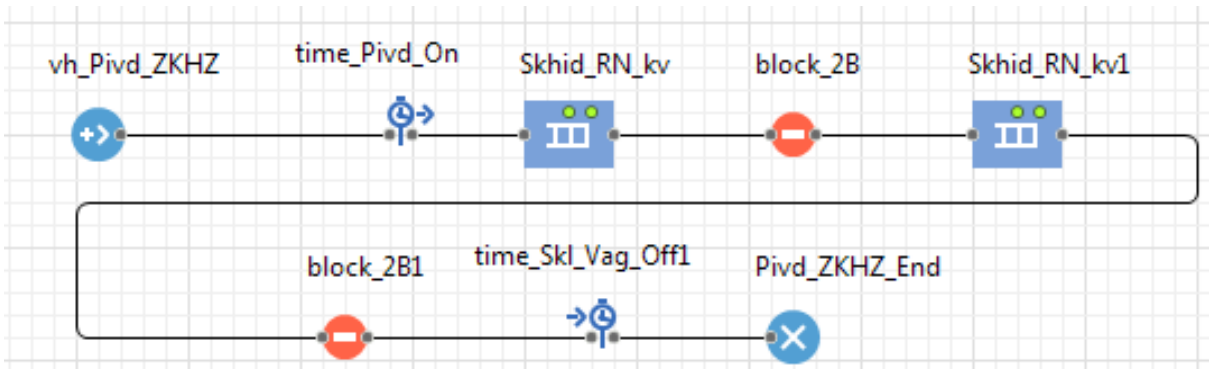 vh_Pivd_ZKHZ
time_Pivd_On
Skhid_RN_kv
block_2B
Skhid_RN_kv1
block_2B1
time_Skl_Vag_Off1
Pivd_ZKHZ_End